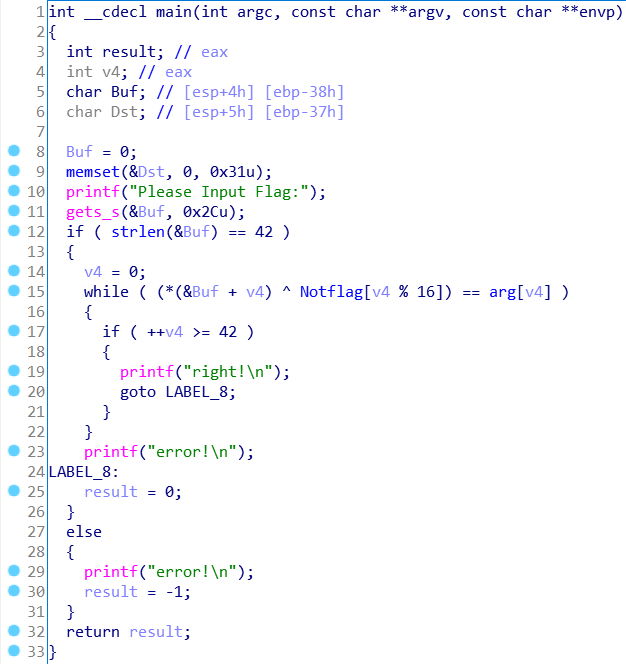 1 int __cdecl main(int argc, const char **argv, const char **envp)
2 {
3   int result; // eax
4   int v4; // eax
5   char Buf; // [esp+4h] [ebp-38h]
6   char Dst; // [esp+5h] [ebp-37h]
7
8   Buf = 0;
9   memset(&Dst, 0, 0x31u);
10   printf("Please Input Flag:");
11   gets_s(&Buf, 0x2Cu);
12   if ( strlen(&Buf) == 42 )
13   {
14     v4 = 0;
15     while ( (*(&Buf + v4) ^ Notflag[v4 % 16]) == arg[v4] )
16     {
17       if ( ++v4 >= 42 )
18       {
19         printf("right!\n");
20         goto LABEL_8;
21       }
22     }
23     printf("error!\n");
24 LABEL_8:
25     result = 0;
26   }
27   else
28   {
29     printf("error!\n");
30     result = -1;
31   }
32   return result;
33 }